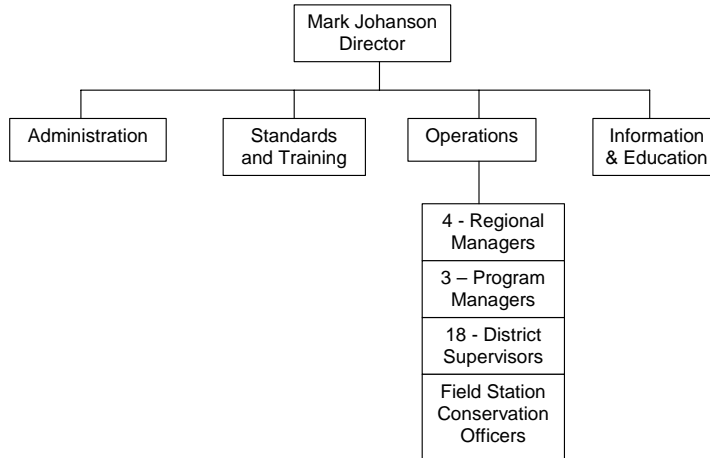 Mark Johanson
Director
Administration
Standards
and Training
Operations
Information
& Education
4 - Regional
Managers
3 – Program
Managers
18 - District
Supervisors
Field Station
Conservation
Officers